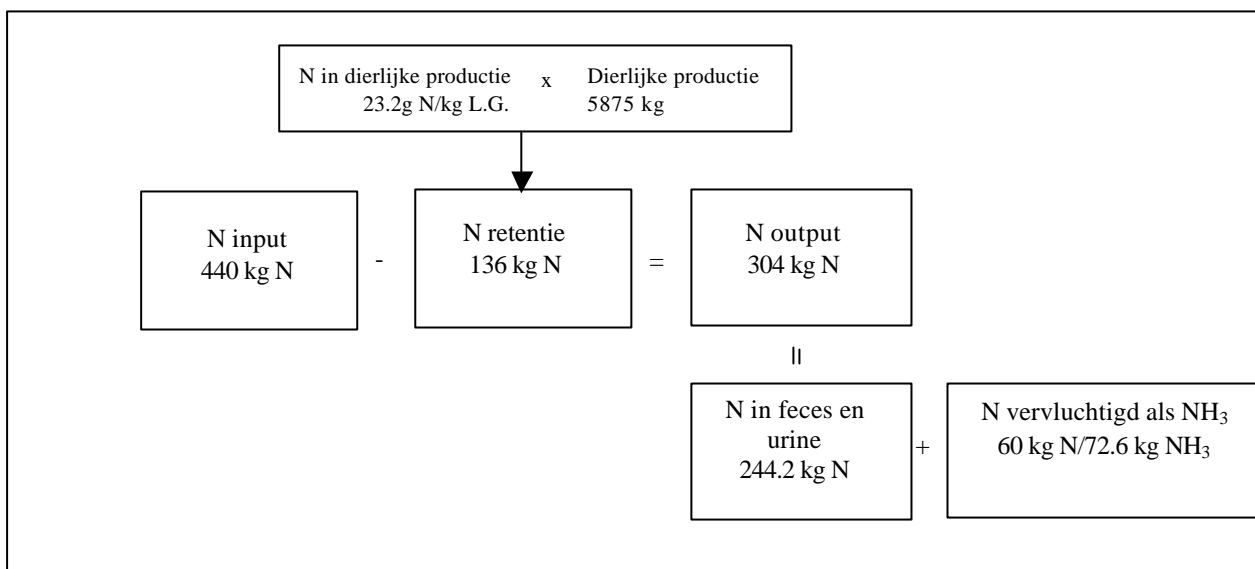 N in dierlijke productie x Dierlijke productie
23.2g N/kg L.G. 5875 kg
N input
440 kg N
-
N retentie
136 kg N
=
N output
304 kg N
=
N in feces en
urine
244.2 kg N
+
N vervluchtigd als NH₃
60 kg N/72.6 kg NH₃